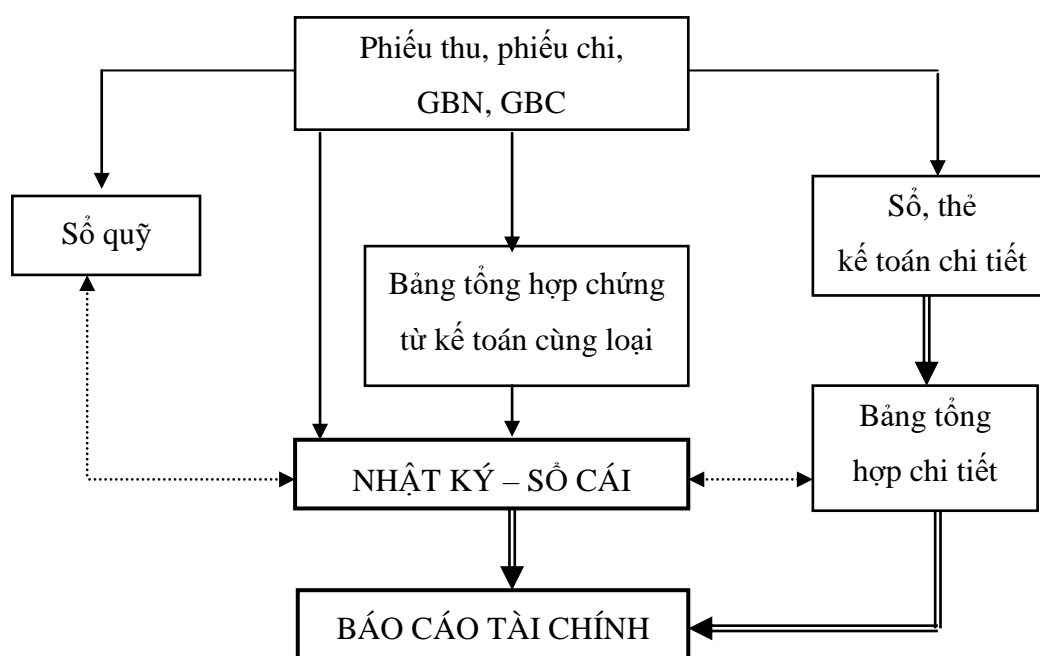 Phiếu thu, phiếu chi,
GBN, GBC
Sổ quỹ
Bảng tổng hợp chứng
từ kế toán cùng loại
Sổ, thẻ
kế toán chi tiết
Bảng tổng
hợp chi tiết
NHẬT KÝ – SỔ CÁI
BÁO CÁO TÀI CHÍNH